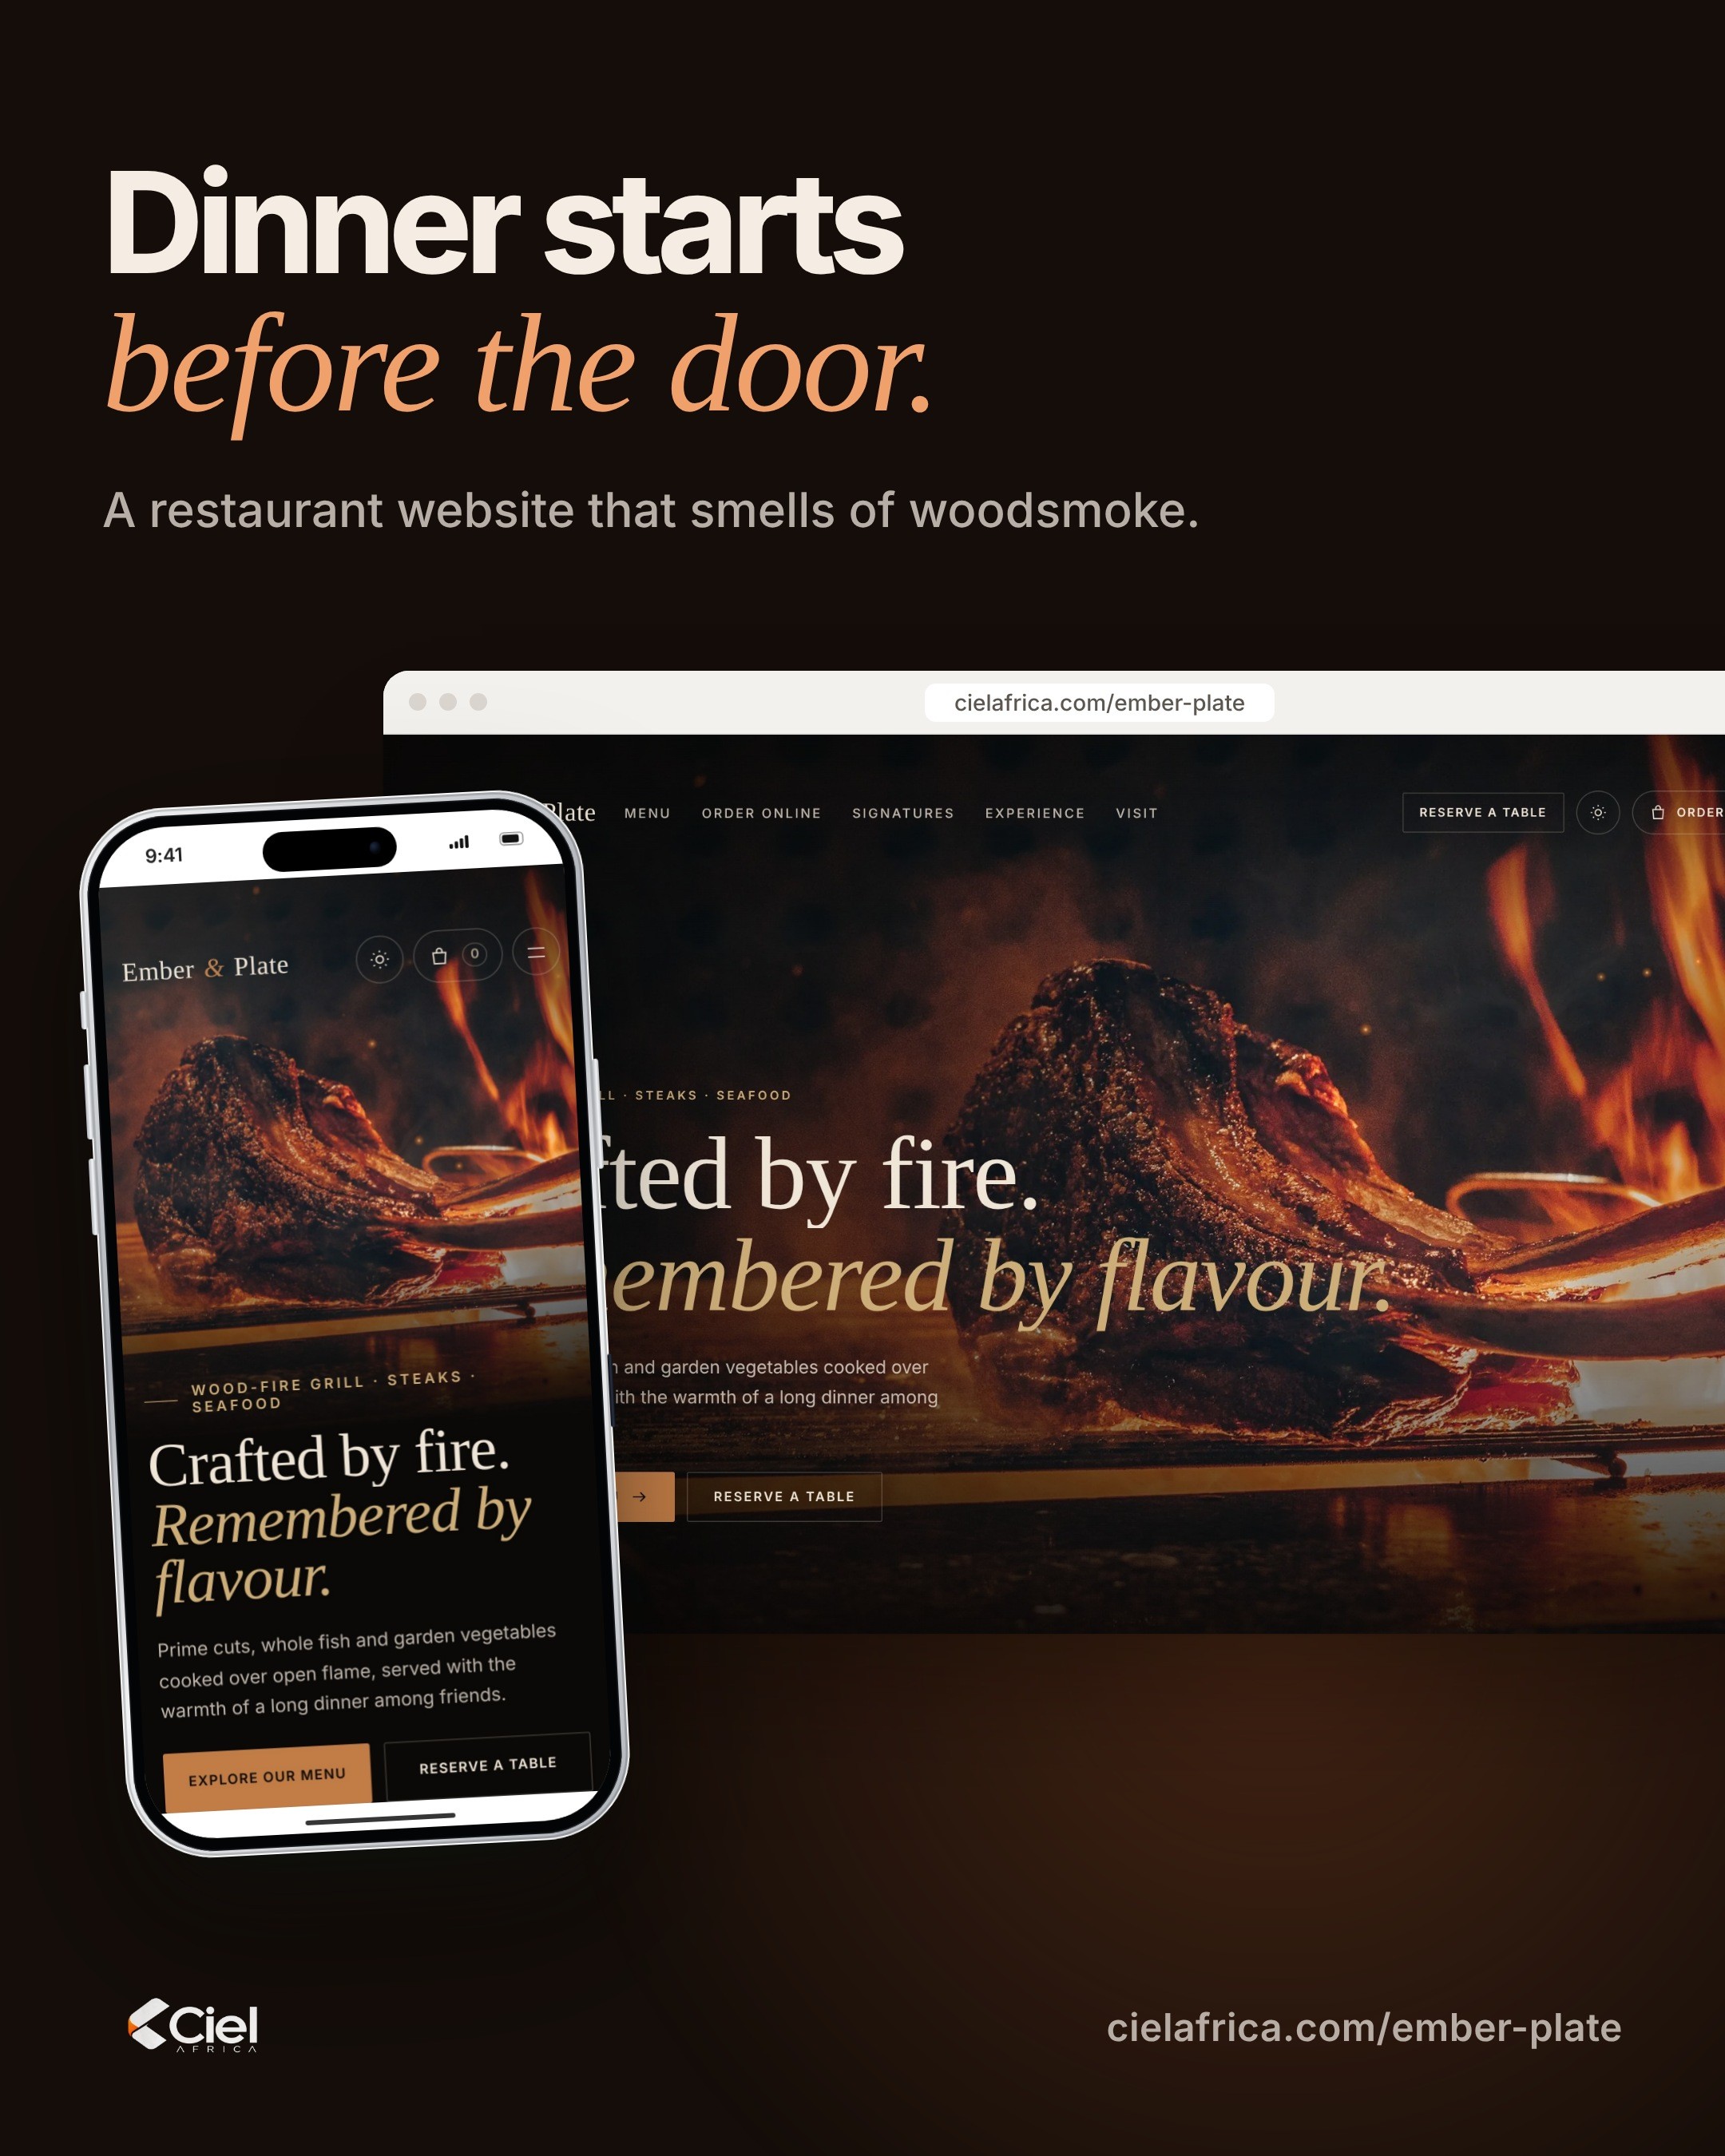 Dinner starts
before the door.
A restaurant website that smells of woodsmoke.
cielafrica.com/ember-plate
Plate MENU ORDER ONLINE SIGNATURES EXPERIENCE VISIT RESERVE A TABLE ORDER
LL · STEAKS · SEAFOOD
fted by fire.
embered by flavour.
and garden vegetables cooked over
ith the warmth of a long dinner among
→ RESERVE A TABLE
9:41
Ember & Plate 0
WOOD-FIRE GRILL · STEAKS ·
SEAFOOD
Crafted by fire.
Remembered by
flavour.
Prime cuts, whole fish and garden vegetables
cooked over open flame, served with the
warmth of a long dinner among friends.
EXPLORE OUR MENU RESERVE A TABLE
Ciel
AFRICA
cielafrica.com/ember-plate